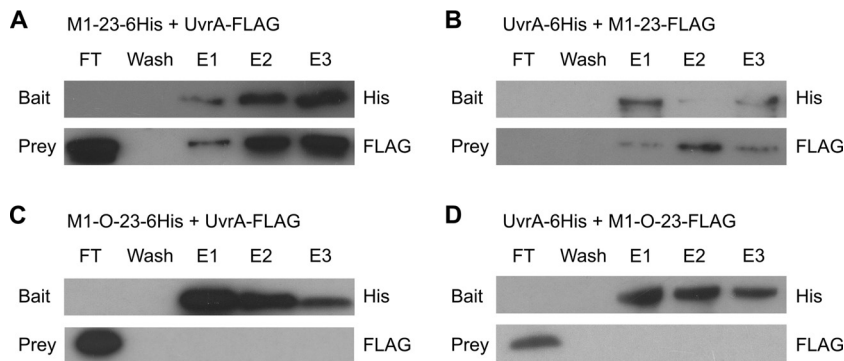 A
M1-23-6His + UvrA-FLAG
FT Wash E1 E2 E3
Bait His
Prey FLAG
B
UvrA-6His + M1-23-FLAG
FT Wash E1 E2 E3
Bait His
Prey FLAG
C
M1-O-23-6His + UvrA-FLAG
FT Wash E1 E2 E3
Bait His
Prey FLAG
D
UvrA-6His + M1-O-23-FLAG
FT Wash E1 E2 E3
Bait His
Prey FLAG